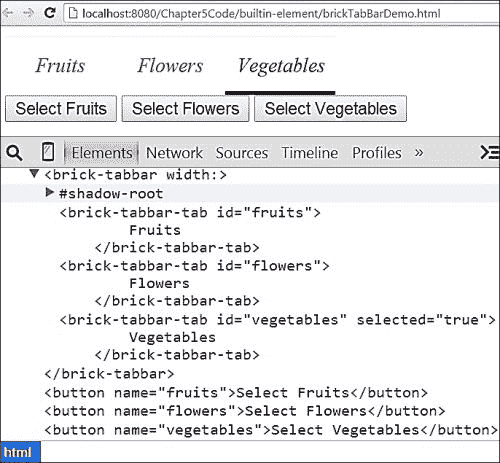 localhost:8080/Chapter5Code/builtin-element/brickTabBarDemo.html
Fruits Flowers Vegetables
Select Fruits Select Flowers Select Vegetables
Elements Network Sources Timeline Profiles »
▼<brick-tabbar width:>
▶#shadow-root
<brick-tabbar-tab id="fruits">
Fruits
</brick-tabbar-tab>
<brick-tabbar-tab id="flowers">
Flowers
</brick-tabbar-tab>
<brick-tabbar-tab id="vegetables" selected="true">
Vegetables
</brick-tabbar-tab>
</brick-tabbar>
<button name="fruits">Select Fruits</button>
<button name="flowers">Select Flowers</button>
<button name="vegetables">Select Vegetables</button>
html